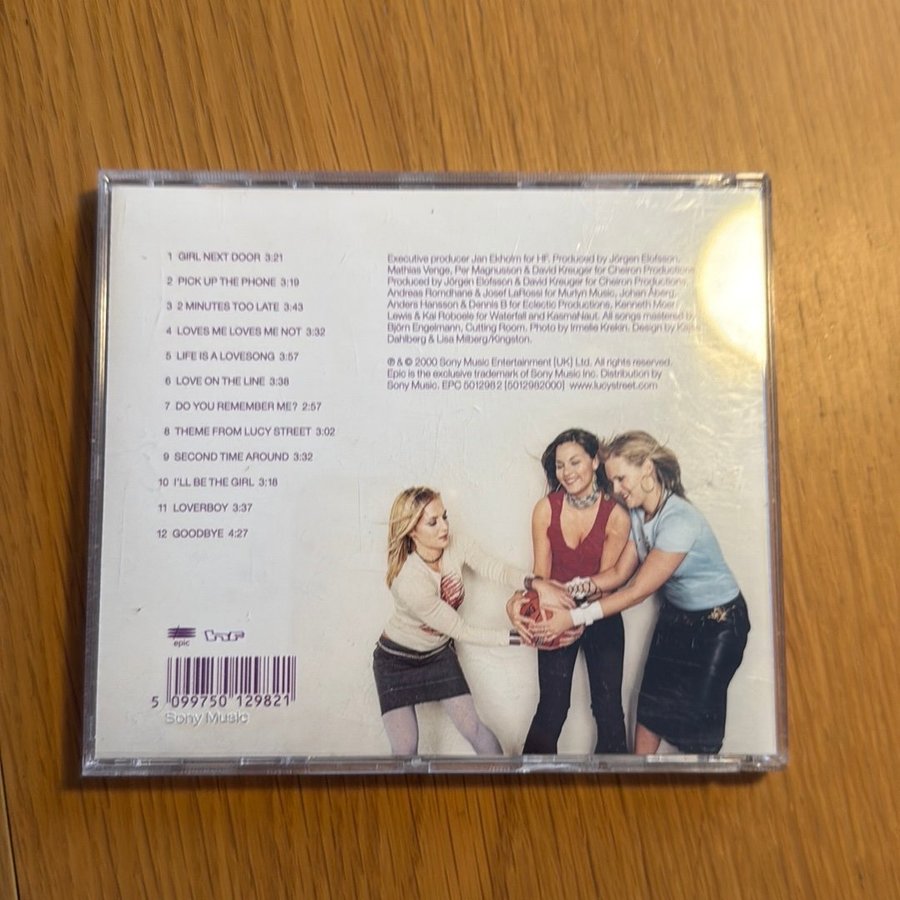 1 GIRL NEXT DOOR 3:21
2 PICK UP THE PHONE 3:19
3 2 MINUTES TOO LATE 3:43
4 LOVES ME LOVES ME NOT 3:32
5 LIFE IS A LOVESONG 3:57
6 LOVE ON THE LINE 3:38
7 DO YOU REMEMBER ME? 2:57
8 THEME FROM LUCY STREET 3:02
9 SECOND TIME AROUND 3:32
10 I'LL BE THE GIRL 3:18
11 LOVERBOY 3:37
12 GOODBYE 4:27
Executive producer Jan Ekholm for HF. Produced by Jörgen Elofsson,
Mathias Venge, Per Magnusson & David Kreuger for Cheiron Productions.
Produced by Jörgen Elofsson & David Kreuger for Cheiron Productions,
Andreas Romdhane & Josef LaRossi for Murlyn Music, Johan Åberg,
Anders Hansson & Dennis B for Eclectic Productions, Kenneth
Lewis & Kai Robøle for Waterfall and KasmaNaut. All songs mastered by
Björn Engelmann, Cutting Room. Photo by Irmelie Krekin. Design by Kajsa
Dahlberg & Lisa Milberg/Kingston.
℗ & © 2000 Sony Music Entertainment (UK) Ltd. All rights reserved.
Epic is the exclusive trademark of Sony Music Inc. Distribution by
Sony Music. EPC 501298 2 (5012982000) www.lucystreet.com
epic
5 099750 129821
Sony Music